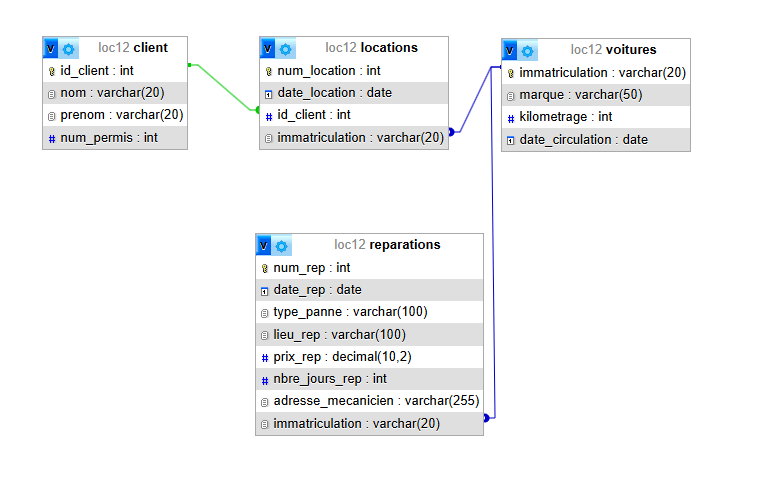 V loc12 client
id_client : int
nom : varchar(20)
prenom : varchar(20)
# num_permis : int
V loc12 locations
num_location : int
date_location : date
# id_client : int
immatriculation : varchar(20)
V loc12 voitures
immatriculation : varchar(20)
marque : varchar(50)
# kilometrage : int
date_circulation : date
V loc12 reparations
num_rep : int
date_rep : date
type_panne : varchar(100)
lieu_rep : varchar(100)
# prix_rep : decimal(10,2)
# nbre_jours_rep : int
adresse_mecanicien : varchar(255)
immatriculation : varchar(20)